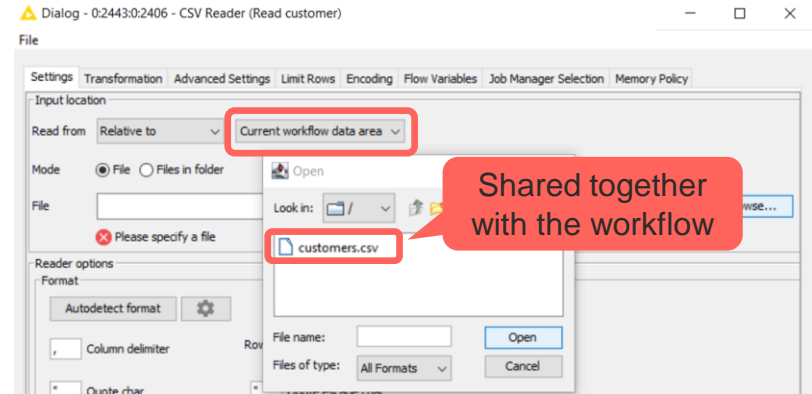 Dialog - 0:2443:0:2406 - CSV Reader (Read customer)
File
Settings Transformation Advanced Settings Limit Rows Encoding Flow Variables Job Manager Selection Memory Policy
Input location
Read from Relative to Current workflow data area
Mode File Files in folder
Open
Shared together
with the workflow
File
Look in: /
wse...
Please specify a file
customers.csv
Reader options
Format
Autodetect format
, Column delimiter Row
File name: Open
Files of type: All Formats Cancel
" Quote char "